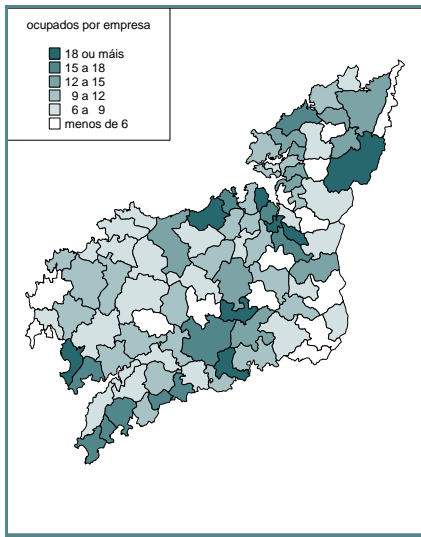 ocupados por empresa
18 ou máis
15 a 18
12 a 15
9 a 12
6 a 9
menos de 6